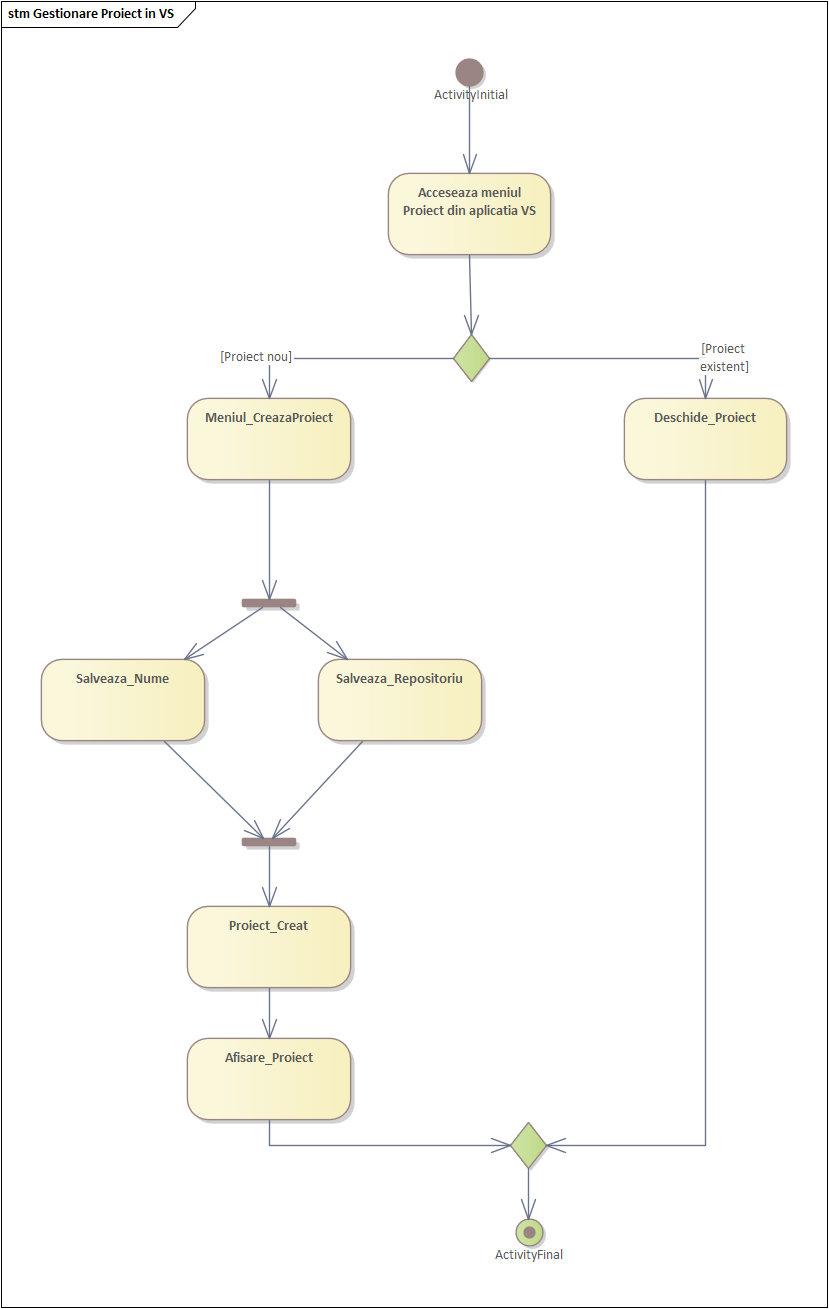 stm Gestionare Proiect in VS
ActivityInitial
Acceseaza meniul
Proiect din aplicatia VS
[Proiect nou]
[Proiect
existent]
Meniul_CreazaProiect
Deschide_Proiect
Salveaza_Nume
Salveaza_Repositoriu
Proiect_Creat
Afisare_Proiect
ActivityFinal